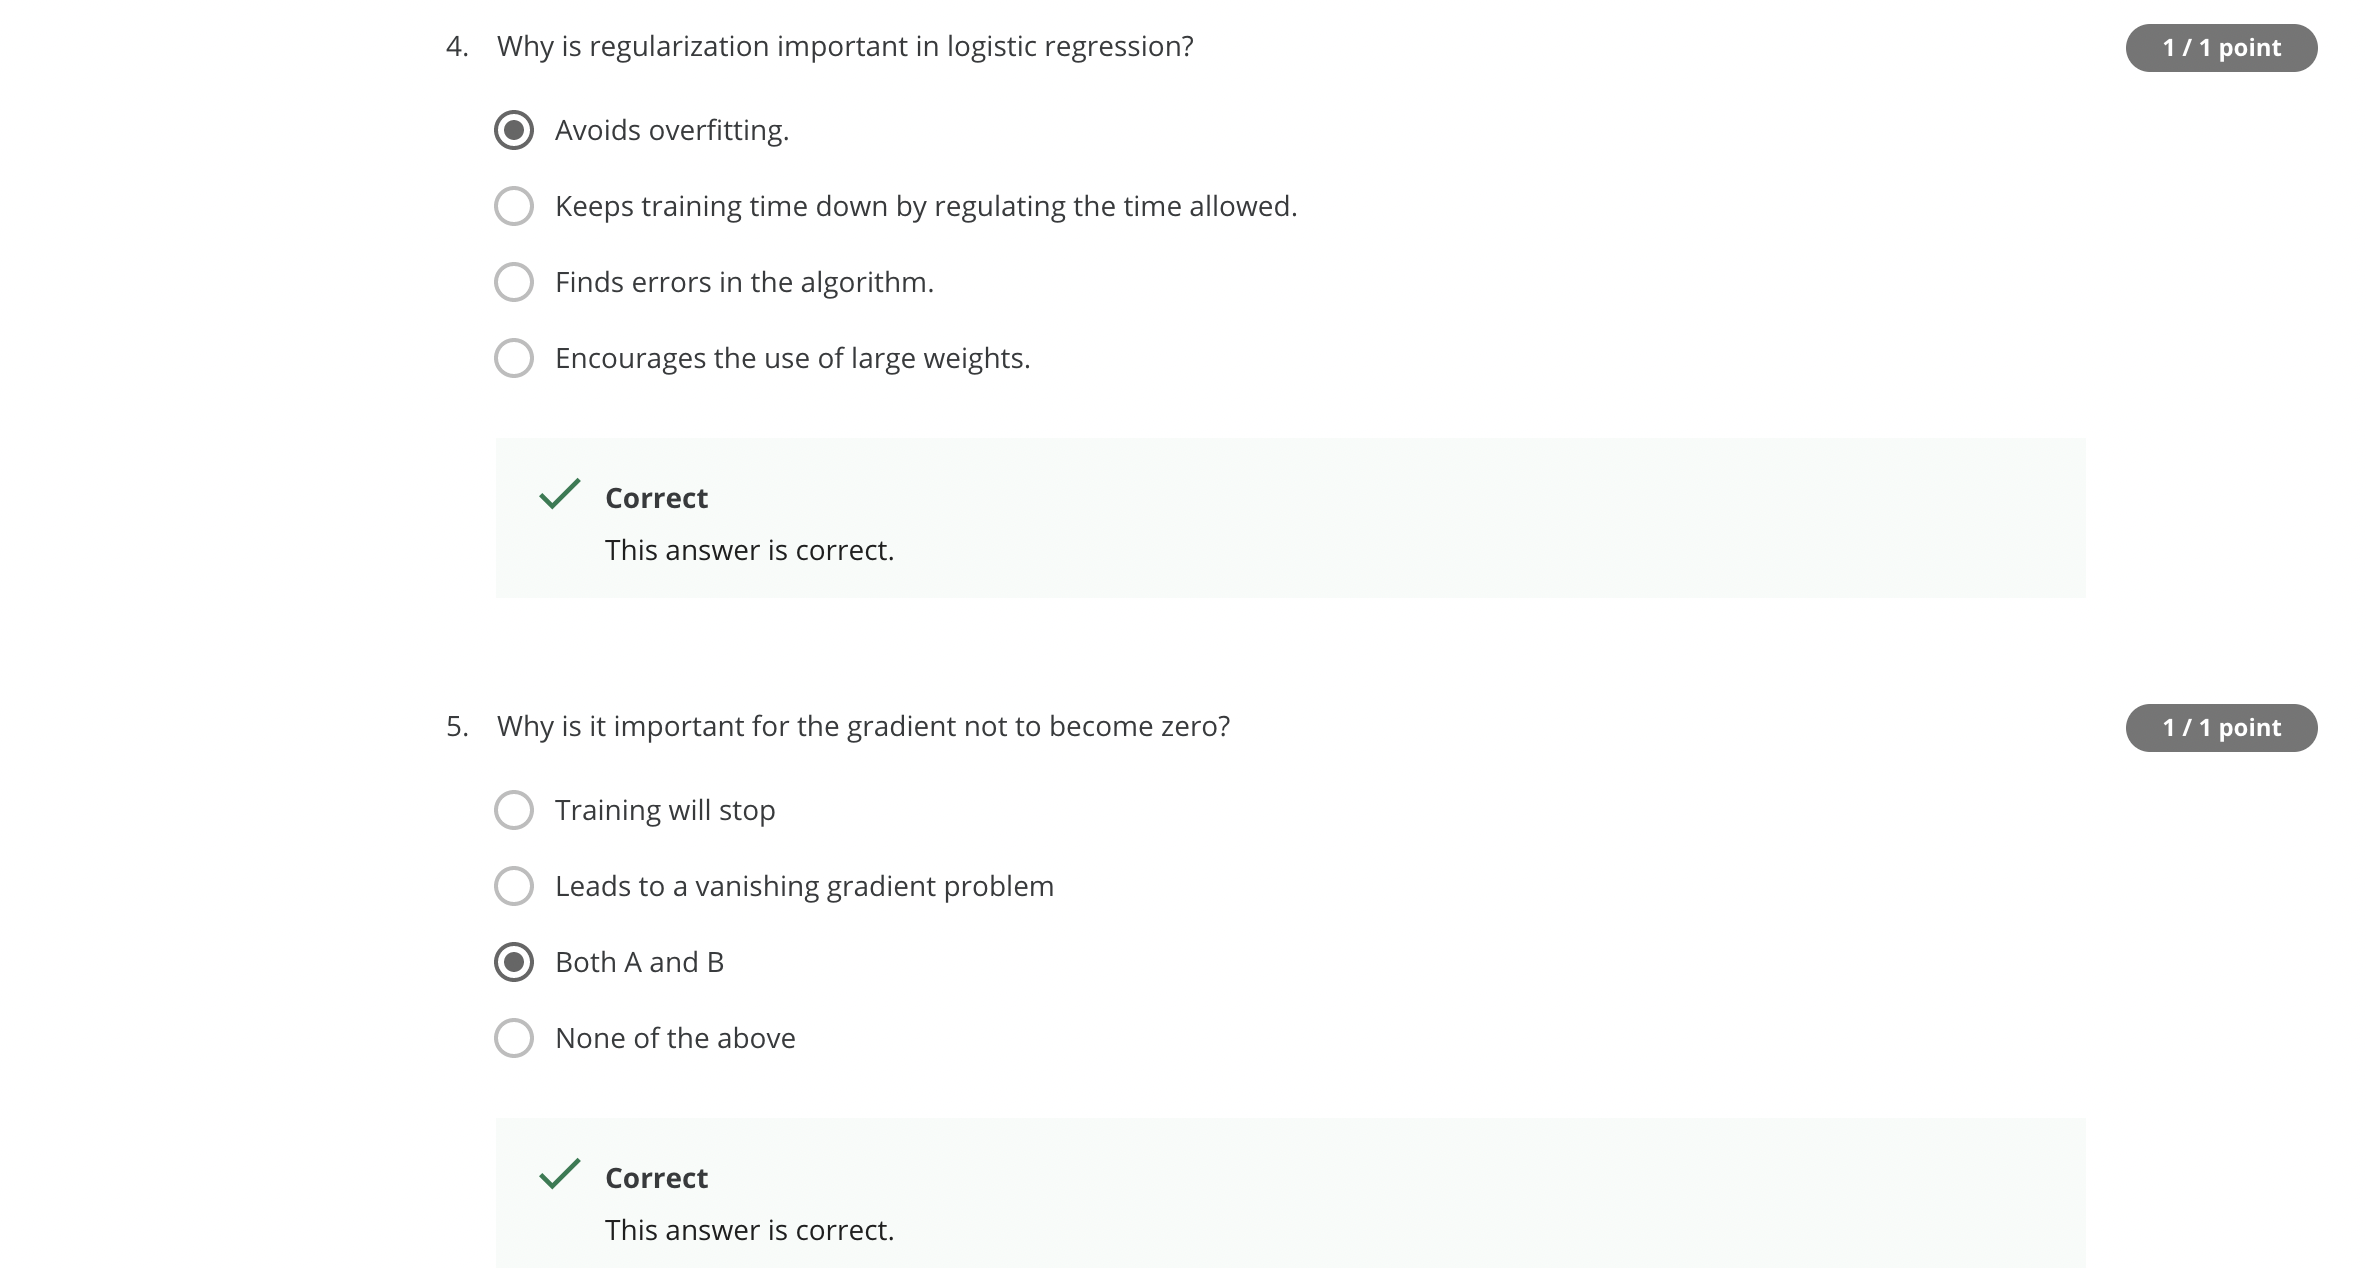 4. Why is regularization important in logistic regression?
1 / 1 point
Avoids overfitting.
Keeps training time down by regulating the time allowed.
Finds errors in the algorithm.
Encourages the use of large weights.
Correct
This answer is correct.
5. Why is it important for the gradient not to become zero?
1 / 1 point
Training will stop
Leads to a vanishing gradient problem
Both A and B
None of the above
Correct
This answer is correct.